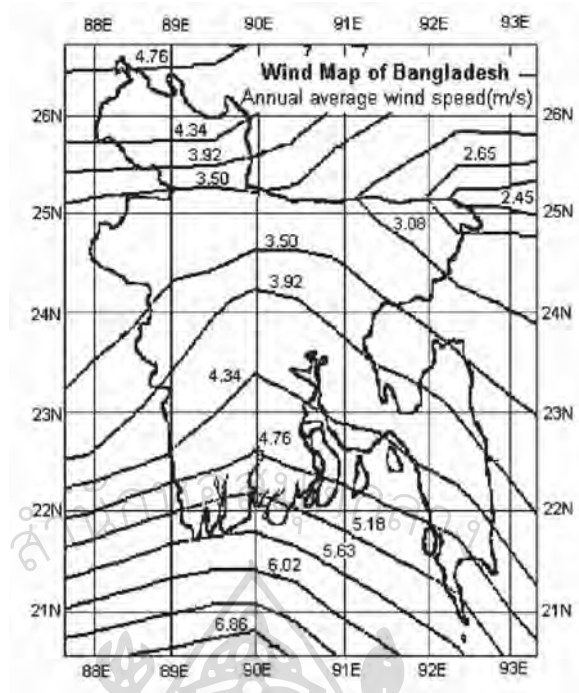 88E 89E 90E 91E 92E 93E
4.76
Wind Map of Bangladesh
Annual average wind speed(m/s)
26N 26N
4.34
3.92
2.65
3.50
2.45
25N 25N
3.08
3.50
3.92
24N 24N
4.34
23N 23N
4.76
22N 22N
5.18
5.63
6.02
21N 21N
6.86
88E 89E 90E 91E 92E 93E